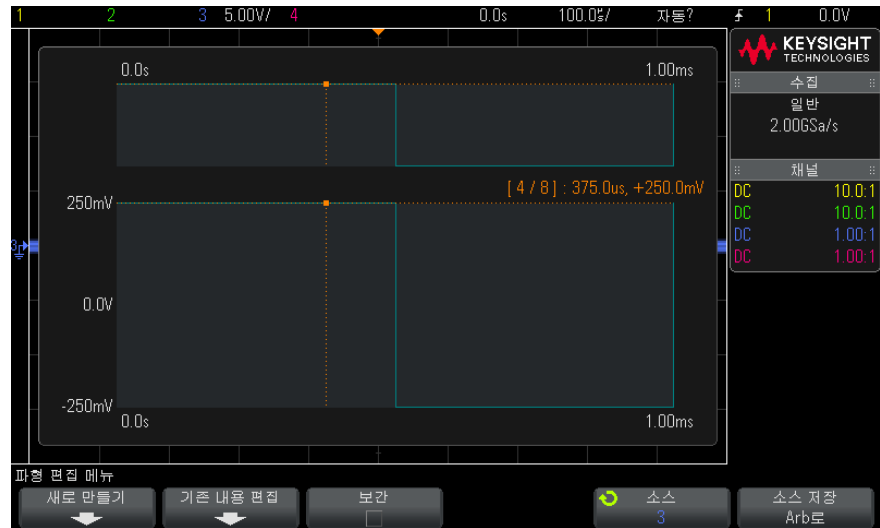 1 2 3 5.00V/ 4 0.0s 100.0㎲/ 자동? 1 0.0V
KEYSIGHT
TECHNOLOGIES
수집
일반
2.00GSa/s
채널
DC 10.0:1
DC 10.0:1
DC 1.00:1
DC 1.00:1
0.0s 1.00ms
[ 4 / 8 ] : 375.0us, +250.0mV
250mV
0.0V
-250mV
0.0s 1.00ms
3
파형 편집 메뉴
새로 만들기
기존 내용 편집
보간
소스
3
소스 저장
Arb로